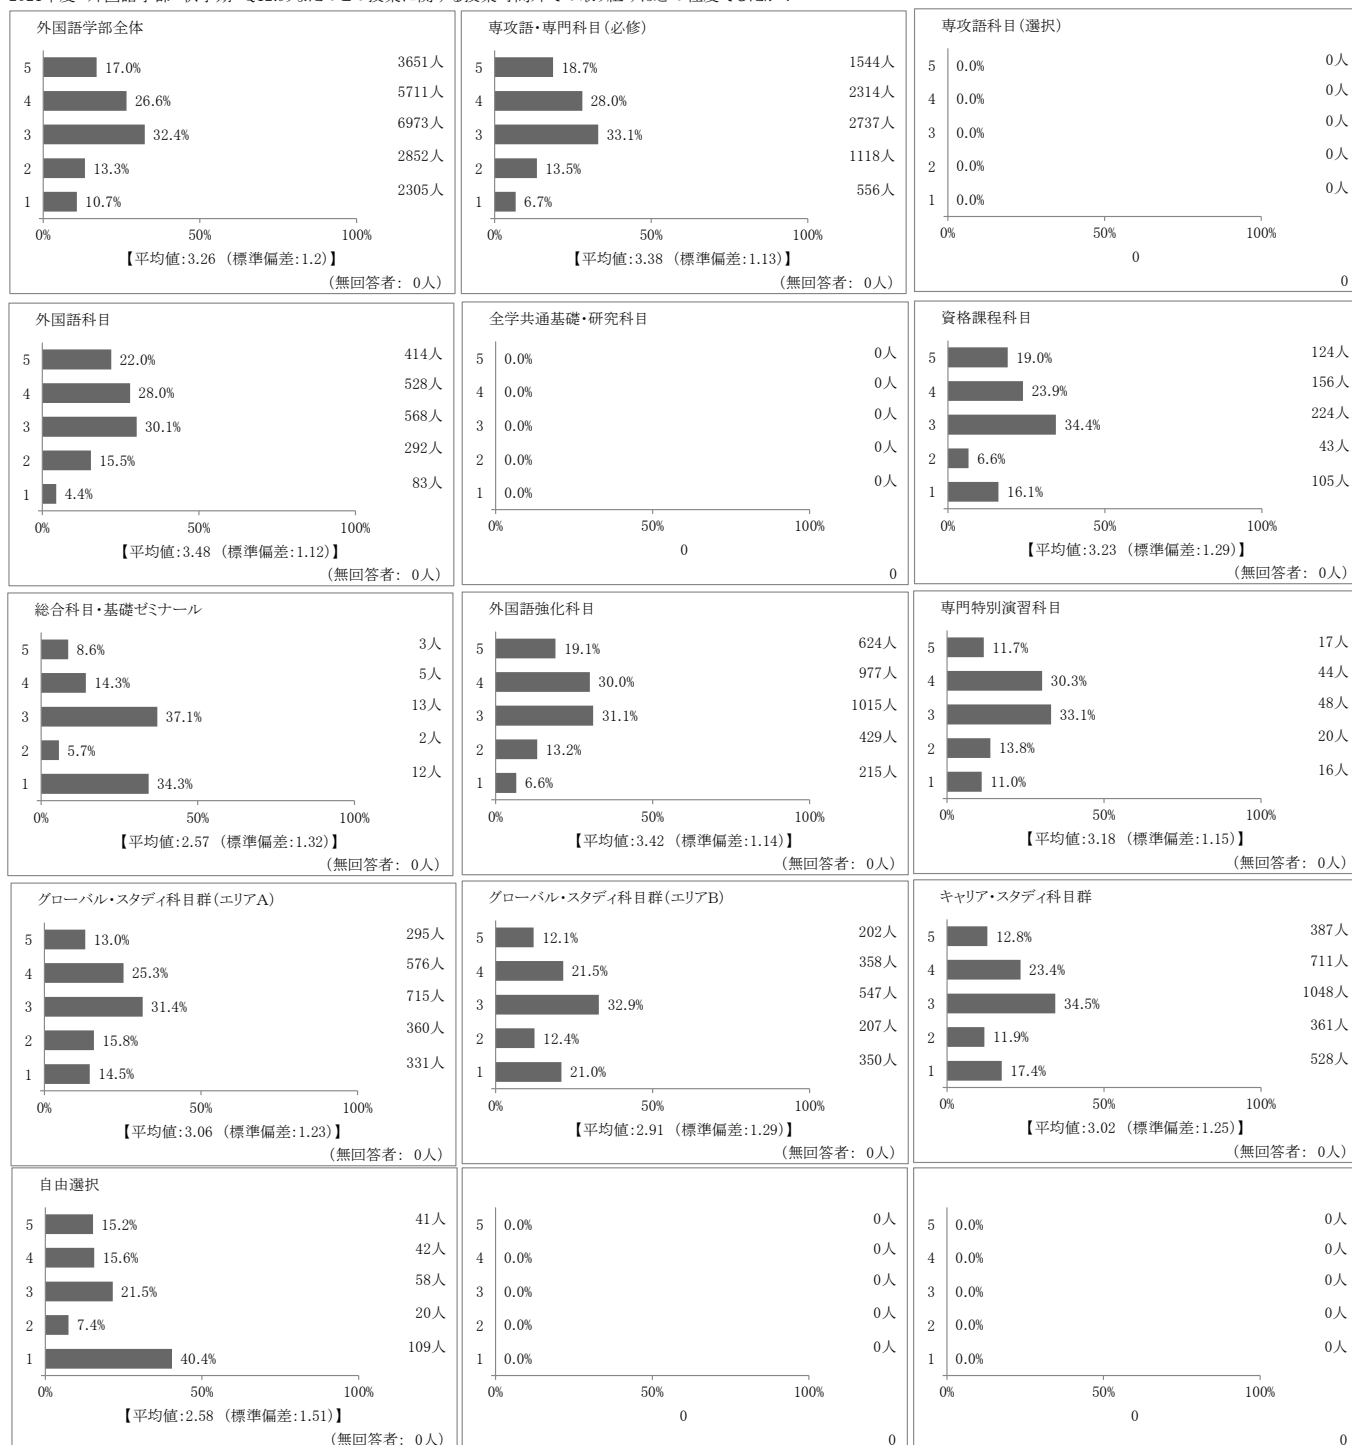 外国語学部全体
5 17.0% 3651人
4 26.6% 5711人
3 32.4% 6973人
2 13.3% 2852人
1 10.7% 2305人
0% 50% 100%
【平均値:3.26 (標準偏差:1.2)】
(無回答者: 0人)
専攻語・専門科目(必修)
5 18.7% 1544人
4 28.0% 2314人
3 33.1% 2737人
2 13.5% 1118人
1 6.7% 556人
0% 50% 100%
【平均値:3.38 (標準偏差:1.13)】
(無回答者: 0人)
専攻語科目(選択)
5 0.0% 0人
4 0.0% 0人
3 0.0% 0人
2 0.0% 0人
1 0.0% 0人
0% 50% 100%
0
0
外国語科目
5 22.0% 414人
4 28.0% 528人
3 30.1% 568人
2 15.5% 292人
1 4.4% 83人
0% 50% 100%
【平均値:3.48 (標準偏差:1.12)】
(無回答者: 0人)
全学共通基礎・研究科目
5 0.0% 0人
4 0.0% 0人
3 0.0% 0人
2 0.0% 0人
1 0.0% 0人
0% 50% 100%
0
0
資格課程科目
5 19.0% 124人
4 23.9% 156人
3 34.4% 224人
2 6.6% 43人
1 16.1% 105人
0% 50% 100%
【平均値:3.23 (標準偏差:1.29)】
(無回答者: 0人)
総合科目・基礎ゼミナール
5 8.6% 3人
4 14.3% 5人
3 37.1% 13人
2 5.7% 2人
1 34.3% 12人
0% 50% 100%
【平均値:2.57 (標準偏差:1.32)】
(無回答者: 0人)
外国語強化科目
5 19.1% 624人
4 30.0% 977人
3 31.1% 1015人
2 13.2% 429人
1 6.6% 215人
0% 50% 100%
【平均値:3.42 (標準偏差:1.14)】
(無回答者: 0人)
専門特別演習科目
5 11.7% 17人
4 30.3% 44人
3 33.1% 48人
2 13.8% 20人
1 11.0% 16人
0% 50% 100%
【平均値:3.18 (標準偏差:1.15)】
(無回答者: 0人)
グローバル・スタディ科目群(エリアA)
5 13.0% 295人
4 25.3% 576人
3 31.4% 715人
2 15.8% 360人
1 14.5% 331人
0% 50% 100%
【平均値:3.06 (標準偏差:1.23)】
(無回答者: 0人)
グローバル・スタディ科目群(エリアB)
5 12.1% 202人
4 21.5% 358人
3 32.9% 547人
2 12.4% 207人
1 21.0% 350人
0% 50% 100%
【平均値:2.91 (標準偏差:1.29)】
(無回答者: 0人)
キャリア・スタディ科目群
5 12.8% 387人
4 23.4% 711人
3 34.5% 1048人
2 11.9% 361人
1 17.4% 528人
0% 50% 100%
【平均値:3.02 (標準偏差:1.25)】
(無回答者: 0人)
自由選択
5 15.2% 41人
4 15.6% 42人
3 21.5% 58人
2 7.4% 20人
1 40.4% 109人
0% 50% 100%
【平均値:2.58 (標準偏差:1.51)】
(無回答者: 0人)
5 0.0% 0人
4 0.0% 0人
3 0.0% 0人
2 0.0% 0人
1 0.0% 0人
0% 50% 100%
0
0
5 0.0% 0人
4 0.0% 0人
3 0.0% 0人
2 0.0% 0人
1 0.0% 0人
0% 50% 100%
0
0